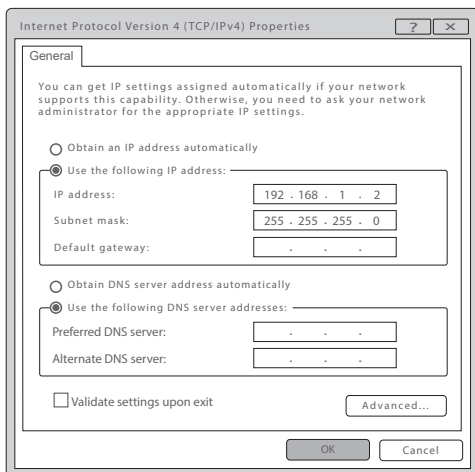 Internet Protocol Version 4 (TCP/IPv4) Properties ? ×
General
You can get IP settings assigned automatically if your network
supports this capability. Otherwise, you need to ask your network
administrator for the appropriate IP settings.
Obtain an IP address automatically
Use the following IP address:
IP address: 192 . 168 . 1 . 2
Subnet mask: 255 . 255 . 255 . 0
Default gateway: . . .
Obtain DNS server address automatically
Use the following DNS server addresses:
Preferred DNS server: . . .
Alternate DNS server: . . .
Validate settings upon exit
Advanced...
OK Cancel